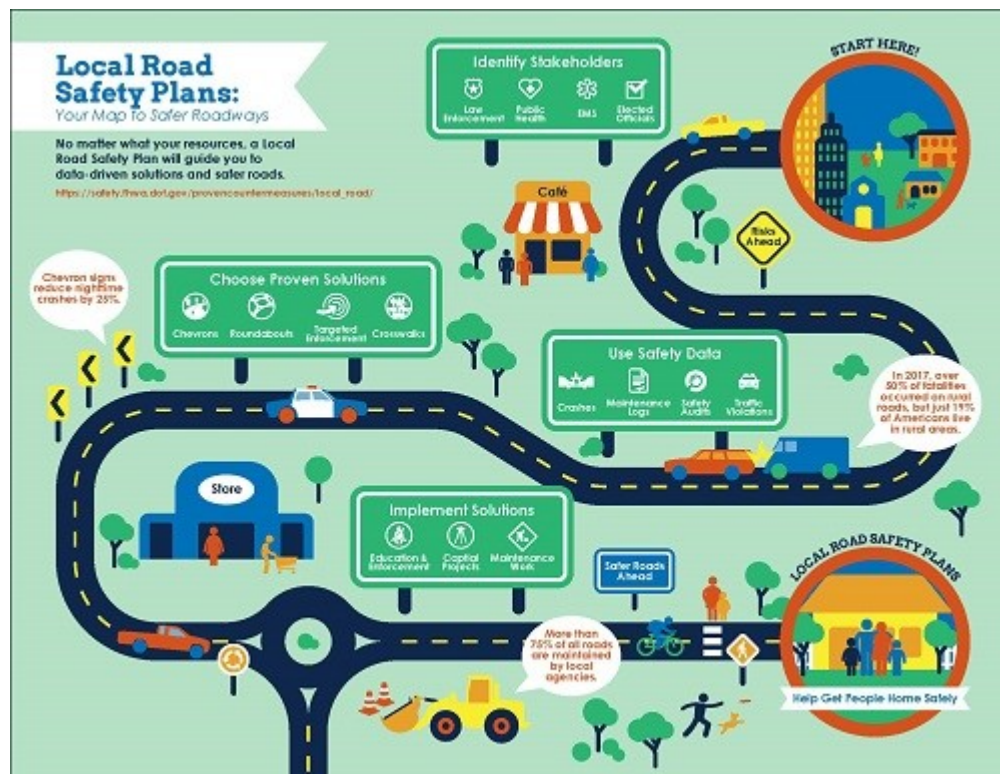 Local Road
Safety Plans:
Your Map to Safer Roadways
No matter what your resources, a Local
Road Safety Plan will guide you to
data-driven solutions and safer roads.
https://safety.fhwa.dot.gov/provencountermeasures/local_road/
START HERE!
Identify Stakeholders
Law
Enforcement
Public
Health
EMS
Elected
Officials
Café
Risks
Ahead
Use Safety Data
Crashes
Maintenance
Logs
Safety
Audits
Traffic
Violations
In 2017, over
50% of fatalities
occurred on rural
roads, but just 19%
of Americans live
in rural areas.
Choose Proven Solutions
Chevrons
Roundabouts
Targeted
Enforcement
Crosswalks
Chevron signs
reduce nighttime
crashes by 25%.
Store
Implement Solutions
Education &
Enforcement
Captial
Projects
Maintenance
Work
Safer Roads
Ahead
More than
75% of all roads
are maintained
by local
agencies.
LOCAL ROAD SAFETY PLANS
Help Get People Home Safely